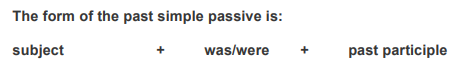 The form of the past simple passive is:
subject + was/were + past participle